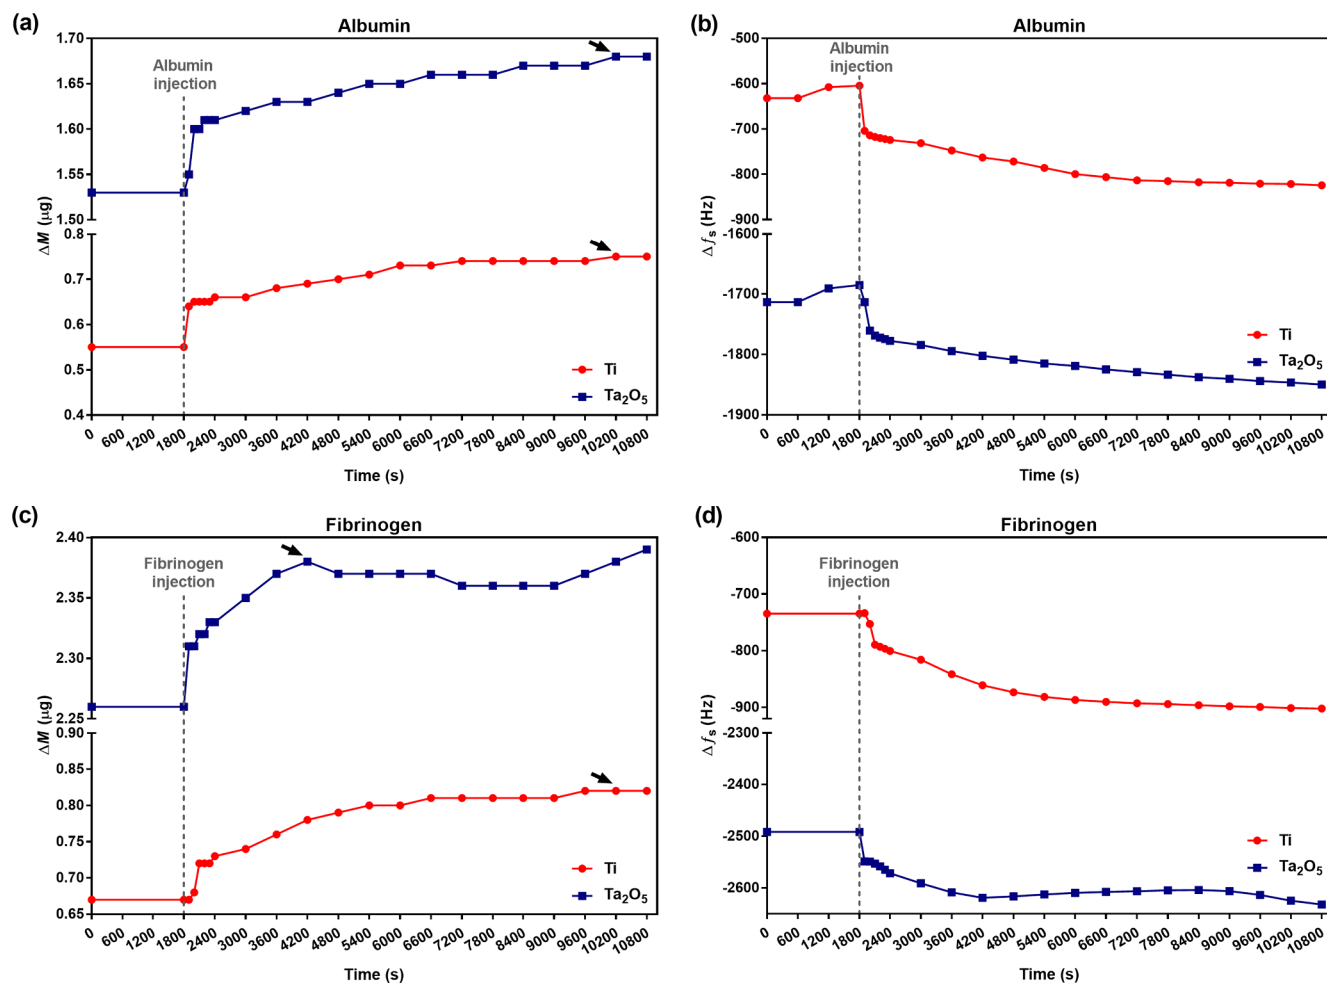 (a)
Albumin
1.70
1.65
1.60
1.55
1.50
0.8
0.7
0.6
0.5
0.4
ΔM (μg)
Albumin
injection
Ti
Ta₂O₅
0 600 1200 1800 2400 3000 3600 4200 4800 5400 6000 6600 7200 7800 8400 9000 9600 10200 10800
Time (s)
(b)
Albumin
-500
-600
-700
-800
-900
-1600
-1700
-1800
-1900
Δfs (Hz)
Albumin
injection
Ti
Ta₂O₅
0 600 1200 1800 2400 3000 3600 4200 4800 5400 6000 6600 7200 7800 8400 9000 9600 10200 10800
Time (s)
(c)
Fibrinogen
2.40
2.35
2.30
2.25
0.90
0.85
0.80
0.75
0.70
0.65
ΔM (μg)
Fibrinogen
injection
Ti
Ta₂O₅
0 600 1200 1800 2400 3000 3600 4200 4800 5400 6000 6600 7200 7800 8400 9000 9600 10200 10800
Time (s)
(d)
Fibrinogen
-600
-700
-800
-900
-2300
-2400
-2500
-2600
Δfs (Hz)
Fibrinogen
injection
Ti
Ta₂O₅
0 600 1200 1800 2400 3000 3600 4200 4800 5400 6000 6600 7200 7800 8400 9000 9600 10200 10800
Time (s)